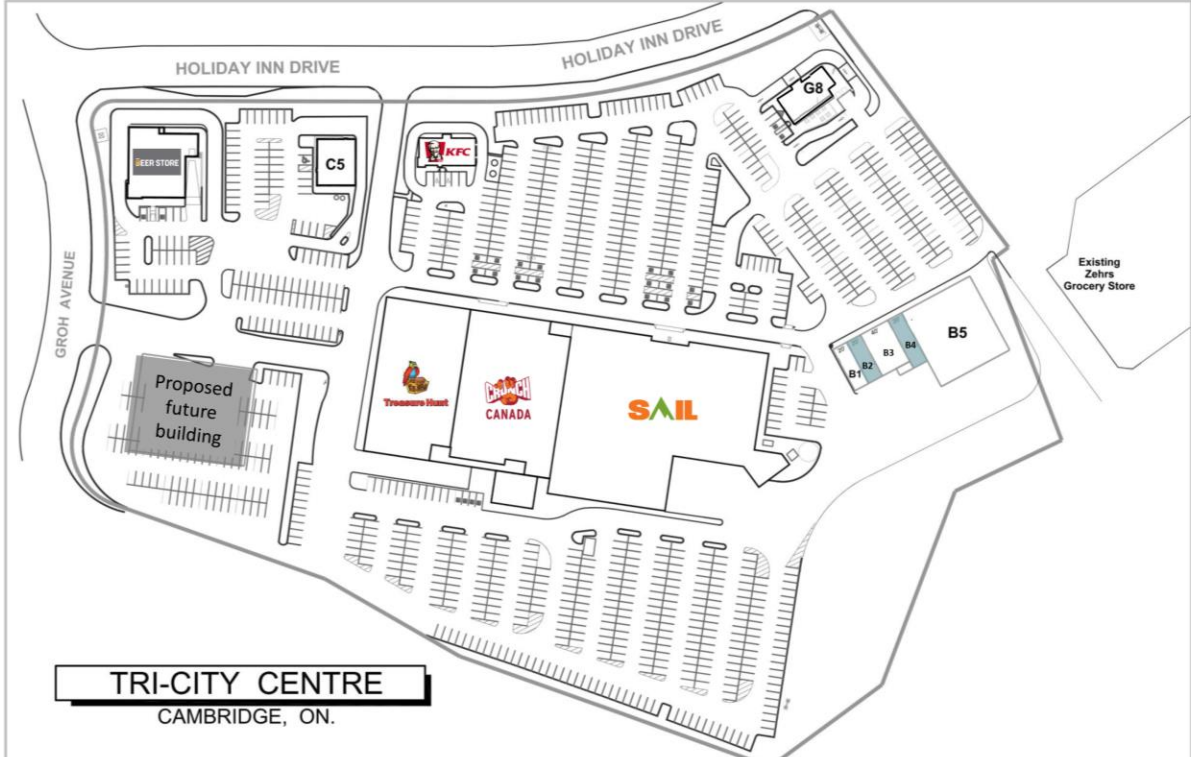 HOLIDAY INN DRIVE
HOLIDAY INN DRIVE
G8
BEER STORE
C5
KFC
GROH AVENUE
Existing
Zehrs
Grocery Store
B5
B4
B3
B2
B1
Treasure Hunt
CRUNCH
CANADA
SAIL
Proposed
future
building
TRI-CITY CENTRE
CAMBRIDGE, ON.